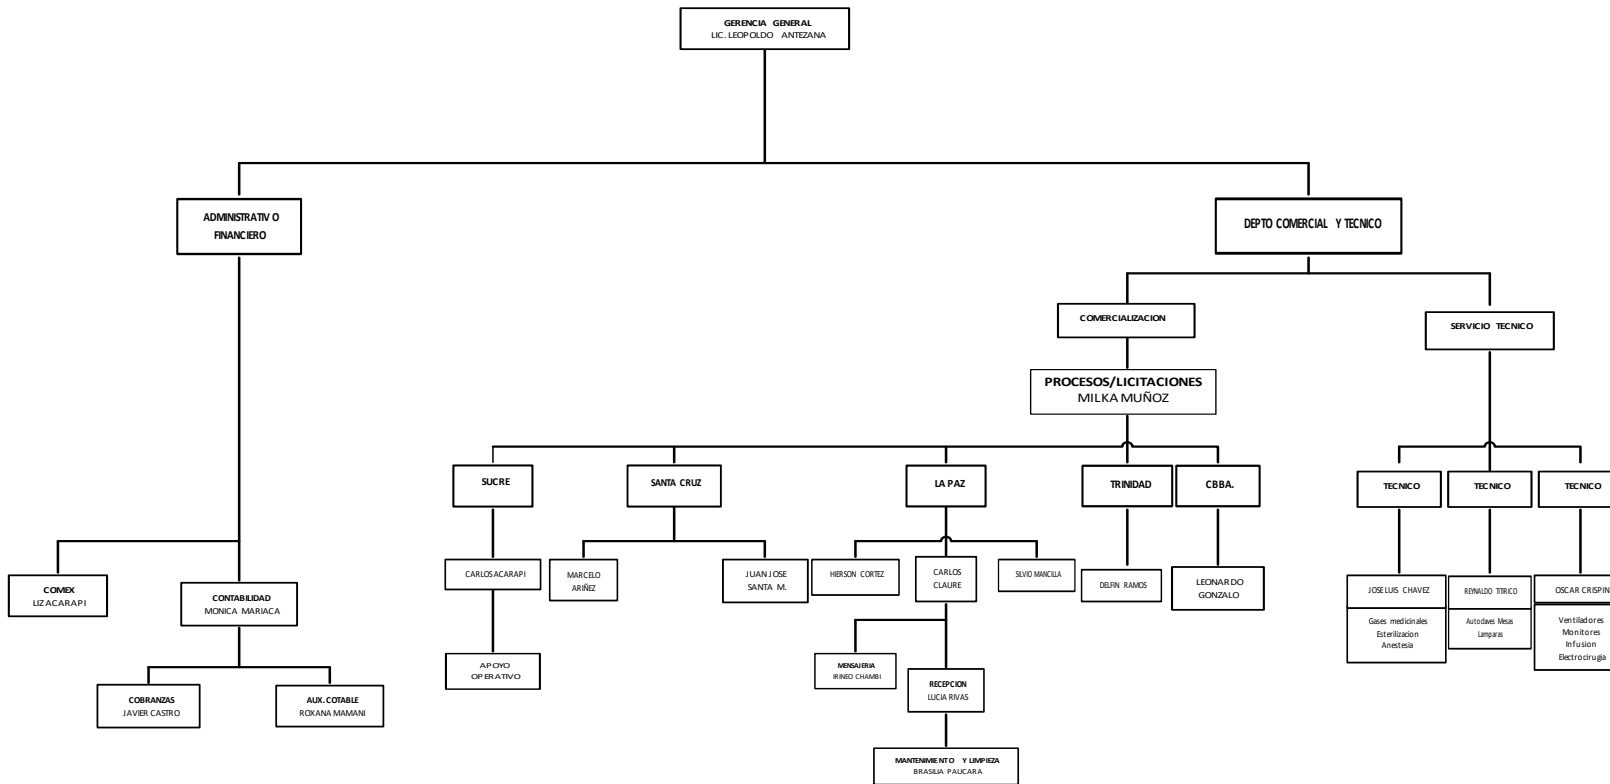 GERENCIA GENERAL
LIC. LEOPOLDO ANTEZANA
ADMINISTRATIVO
FINANCIERO
DEPTO COMERCIAL Y TECNICO
COMERCIALIZACION
SERVICIO TECNICO
PROCESOS/LICITACIONES
MILKA MUÑOZ
SUCRE
SANTA CRUZ
LA PAZ
TRINIDAD
CBBA.
TECNICO
TECNICO
TECNICO
CARLOS ACARAPI
MARCELO
ARIÑEZ
JUAN JOSE
SANTA M.
HIERSON CORTEZ
CARLOS
CLAURE
SILVIO MANCILLA
DELFIN RAMOS
LEONARDO
GONZALO
JOSE LUIS CHAVEZ
Gases medicinales
Esterilizacion
Anestesia
REYNALDO TITIRICO
Autoclaves Mesas
Lamparas
OSCAR CRISPIN
Ventiladores
Monitores
Infusion
Electrocirugia
COMEX
LIZ ACARAPI
CONTABILIDAD
MONICA MARIACA
APOYO
OPERATIVO
MENSAJERIA
IRINEO CHAMBI
RECEPCION
LUCIA RIVAS
COBRANZAS
JAVIER CASTRO
AUX. COTABLE
ROXANA MAMANI
MANTENIMIENTO Y LIMPIEZA
BRASILIA PAUCARA